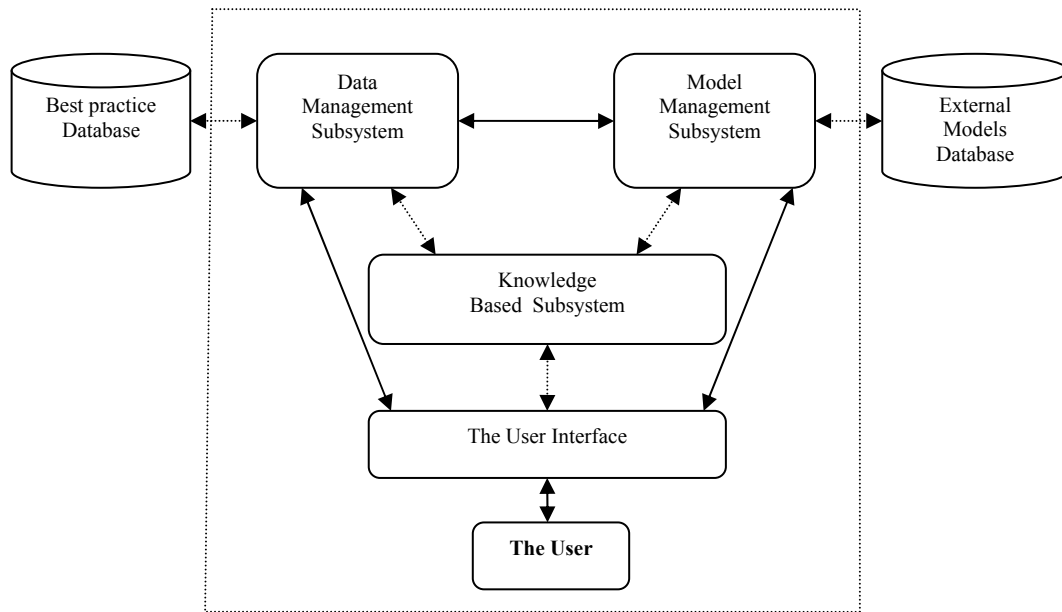 Best practice
Database
Data
Management
Subsystem
Model
Management
Subsystem
External
Models
Database
Knowledge
Based Subsystem
The User Interface
The User